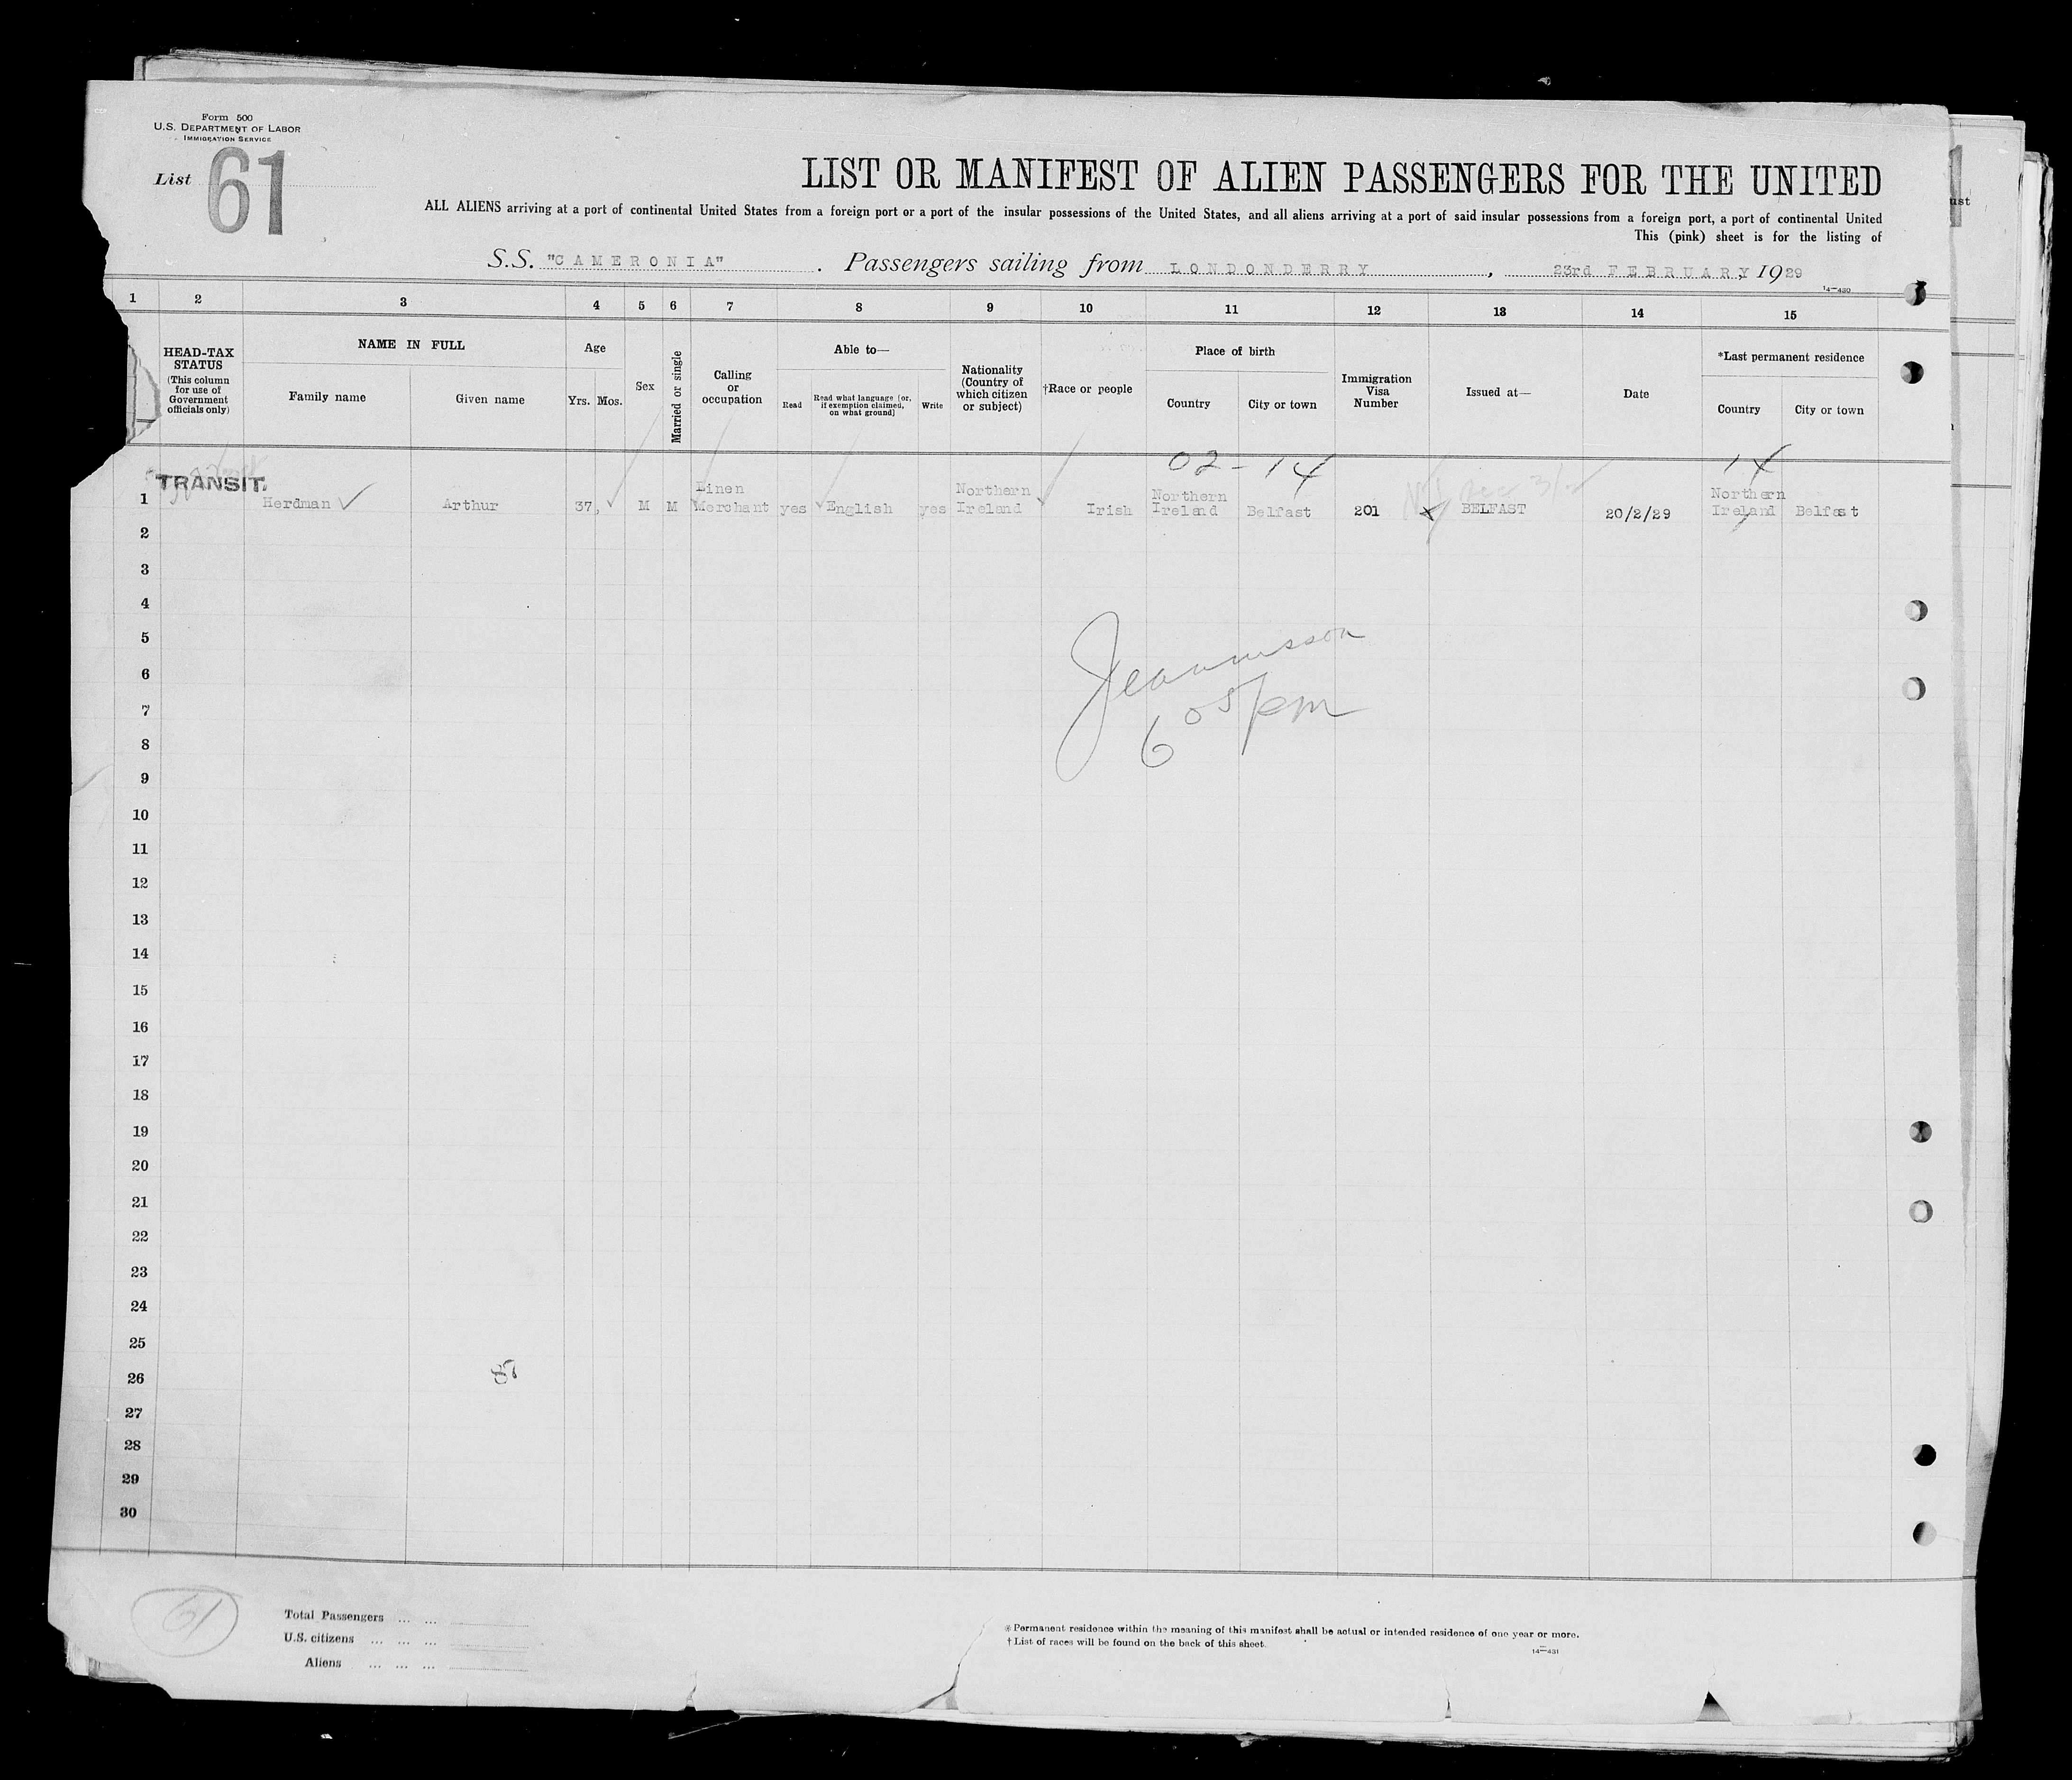 Form 500
U.S. DEPARTMENT OF LABOR
IMMIGRATION SERVICE
List 61
LIST OR MANIFEST OF ALIEN PASSENGERS FOR THE UNITED
ALL ALIENS arriving at a port of continental United States from a foreign port or a port of the insular possessions of the United States, and all aliens arriving at a port of said insular possessions from a foreign port, a port of continental United
This (pink) sheet is for the listing of
S.S. "CAMERONIA" . Passengers sailing from LONDONDERRY , 23rd FEBRUARY 1929
14—430
1 2 3 4 5 6 7 8 9 10 11 12 13 14 15
HEAD-TAX STATUS (This column for use of Government officials only)
NAME IN FULL
Family name
Given name
Age
Yrs. Mos.
Sex
Married or single
Calling or occupation
Able to—
Read
Read what language [or, if exemption claimed, on what ground]
Write
Nationality (Country of which citizen or subject)
†Race or people
Place of birth
Country
City or town
Immigration Visa Number
Issued at—
Date
*Last permanent residence
Country
City or town
02 - 14
14
TRANSIT
1 Herdman Arthur 37 M M Linen Merchant yes English yes Northern Ireland Irish Northern Ireland Belfast 201 BELFAST 20/2/29 Northern Ireland Belfast
2
3
4
5
6
6 05 pm
7
8
9
10
11
12
13
14
15
16
17
18
19
20
21
22
23
24
25
26
27
28
29
30
61
Total Passengers ... ...
U.S. citizens ... ... ...
Aliens ... ... ...
* Permanent residence within the meaning of this manifest shall be actual or intended residence of one year or more.
† List of races will be found on the back of this sheet.
14—431